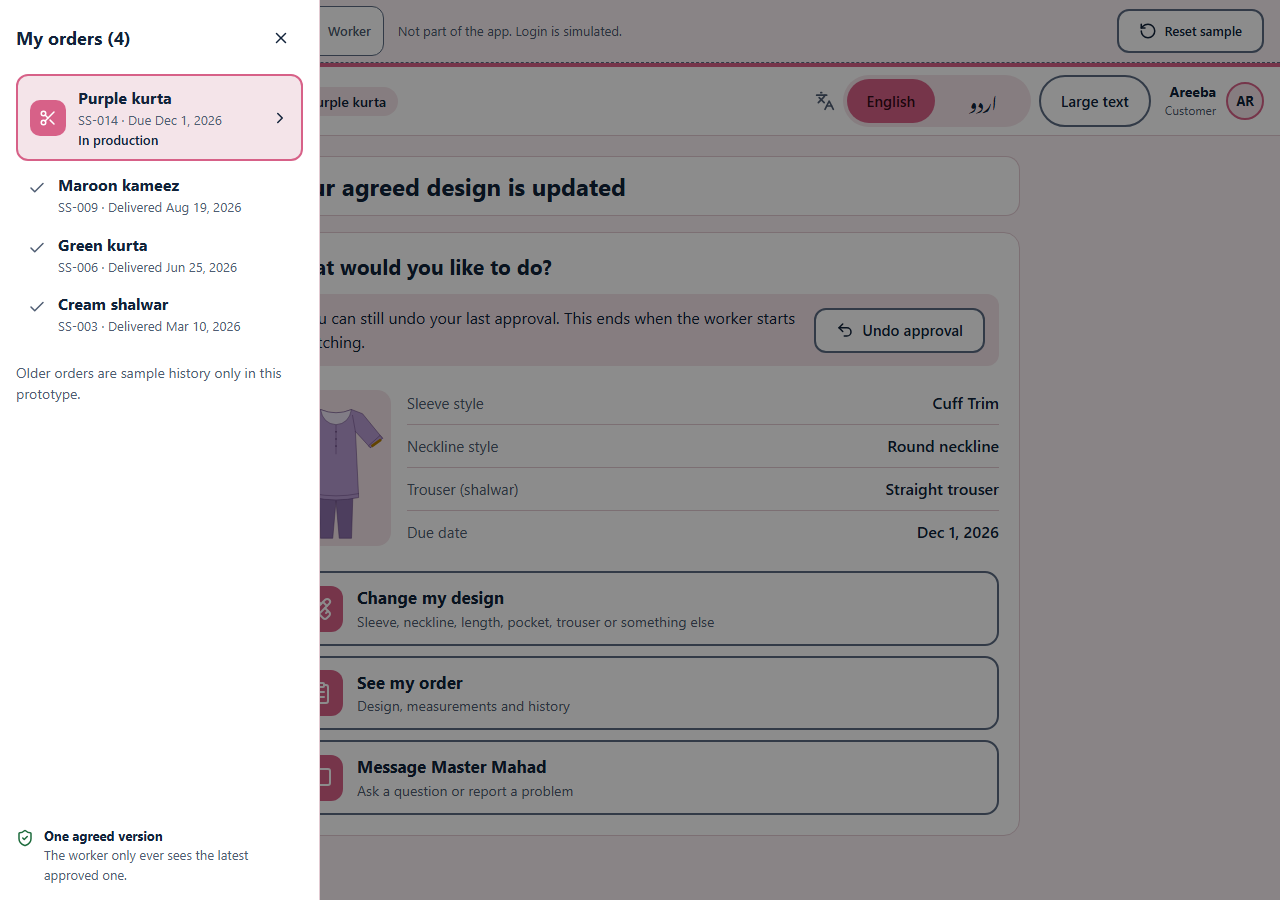 My orders (4)
Purple kurta
SS-014 · Due Dec 1, 2026
In production
Maroon kameez
SS-009 · Delivered Aug 19, 2026
Green kurta
SS-006 · Delivered Jun 25, 2026
Cream shalwar
SS-003 · Delivered Mar 10, 2026
Older orders are sample history only in this
prototype.
One agreed version
The worker only ever sees the latest
approved one.
Worker
Not part of the app. Login is simulated.
Reset sample
kurta
English
اردو
Large text
Areeba
Customer
AR
agreed design is updated
would you like to do?
can still undo your last approval. This ends when the worker starts
Undo approval
Sleeve style
Cuff Trim
Neckline style
Round neckline
Trouser (shalwar)
Straight trouser
Due date
Dec 1, 2026
Change my design
Sleeve, neckline, length, pocket, trouser or something else
See my order
Design, measurements and history
Message Master Mahad
Ask a question or report a problem